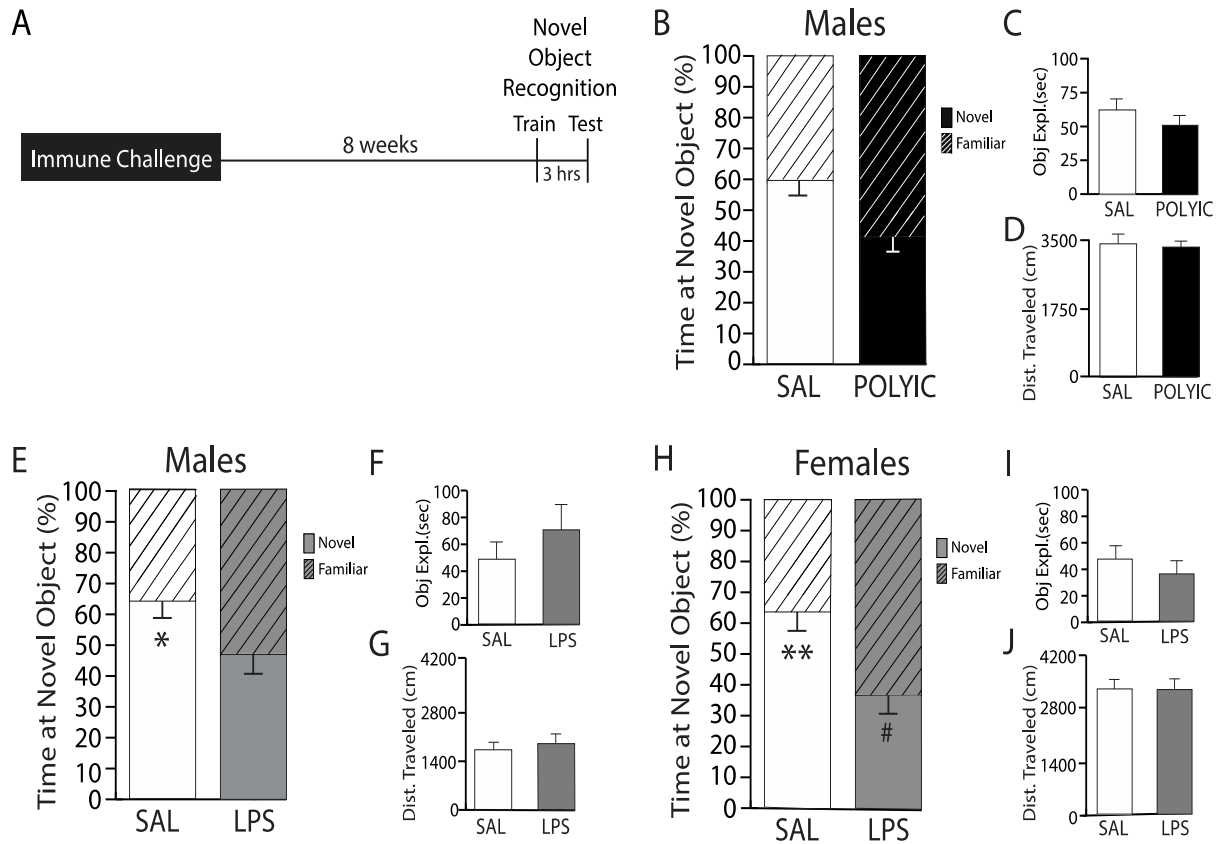 A
Novel
Object
Recognition
Train Test
Immune Challenge
8 weeks
3 hrs
B
Males
Time at Novel Object (%)
100
90
80
70
60
50
40
30
20
10
0
SAL POLYIC
Novel
Familiar
C
Obj Expl.(sec)
100
75
50
25
0
SAL POLYIC
D
Dist. Traveled (cm)
3500
1750
0
SAL POLYIC
E
Males
Time at Novel Object (%)
100
90
80
70
60
50
40
30
20
10
0
*
SAL LPS
Novel
Familiar
F
Obj Expl.(sec)
100
80
60
40
20
0
SAL LPS
G
Dist. Traveled (cm)
4200
2800
1400
0
SAL LPS
H
Females
Time at Novel Object (%)
100
90
80
70
60
50
40
30
20
10
0
**
#
SAL LPS
Novel
Familiar
I
Obj Expl.(sec)
100
80
60
40
20
0
SAL LPS
J
Dist. Traveled (cm)
4200
2800
1400
0
SAL LPS